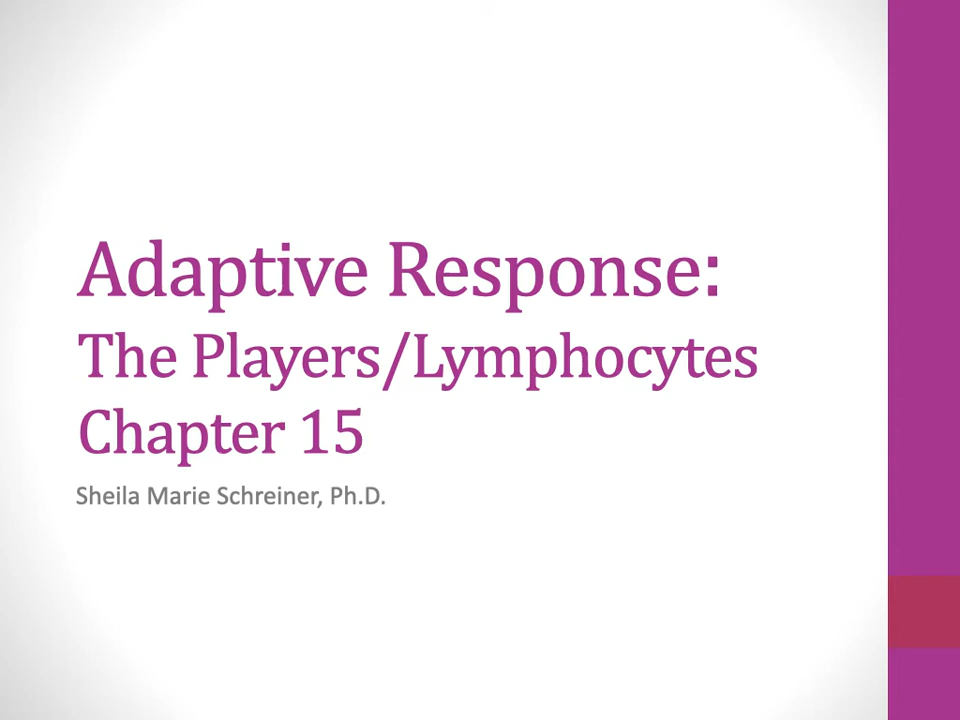 Adaptive Response:
The Players/Lymphocytes
Chapter 15
Sheila Marie Schreiner, Ph.D.